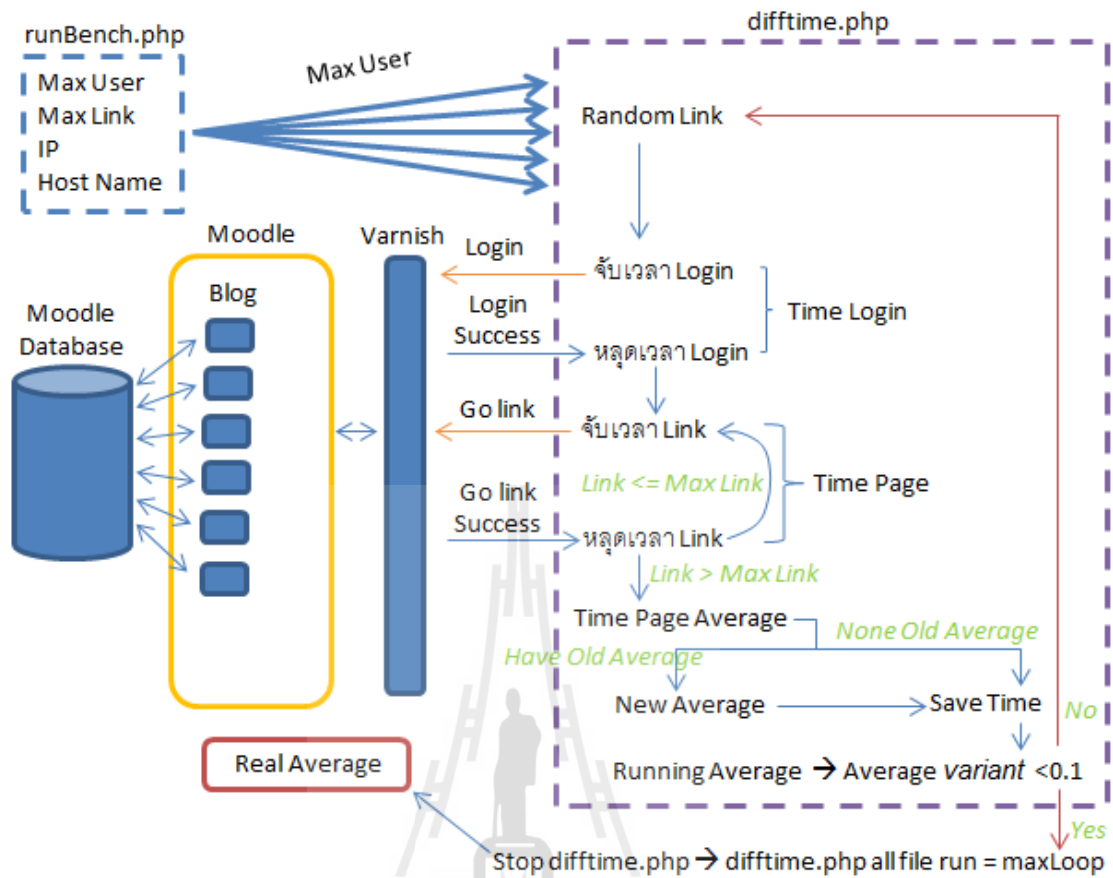 runBench.php
Max User
Max Link
IP
Host Name
Max User
difftime.php
Random Link
Moodle
Varnish
Login
จับเวลา Login
Blog
Login
Success
Time Login
Moodle
Database
หลุดเวลา Login
Go link
จับเวลา Link
Link <= Max Link
Time Page
Go link
Success
หลุดเวลา Link
Link > Max Link
Time Page Average
None Old Average
Have Old Average
New Average
Save Time
No
Real Average
Running Average → Average variant <0.1
Yes
Stop difftime.php → difftime.php all file run = maxLoop